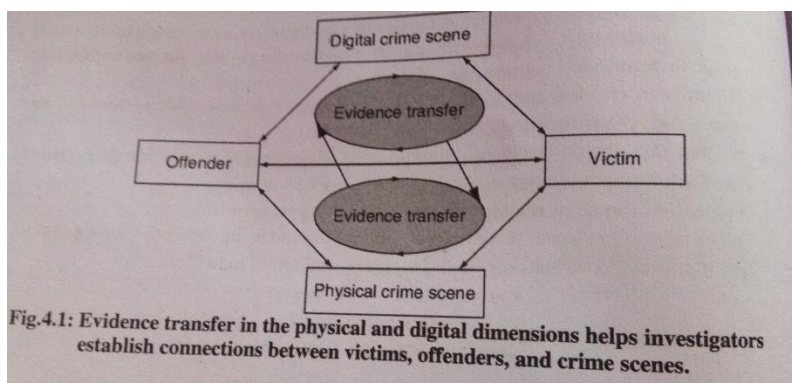 Digital crime scene
Evidence transfer
Offender
Victim
Evidence transfer
Physical crime scene
Fig.4.1: Evidence transfer in the physical and digital dimensions helps investigators
establish connections between victims, offenders, and crime scenes.